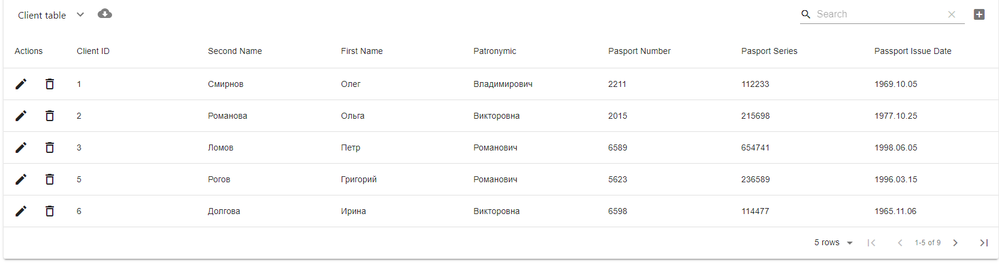 Client table Search
Actions Client ID Second Name First Name Patronymic Pasport Number Pasport Series Passport Issue Date
1 Смирнов Олег Владимирович 2211 112233 1969.10.05
2 Романова Ольга Викторовна 2015 215698 1977.10.25
3 Ломов Петр Романович 6589 654741 1998.06.05
5 Рогов Григорий Романович 5623 236589 1996.03.15
6 Долгова Ирина Викторовна 6598 114477 1965.11.06
5 rows 1-5 of 9